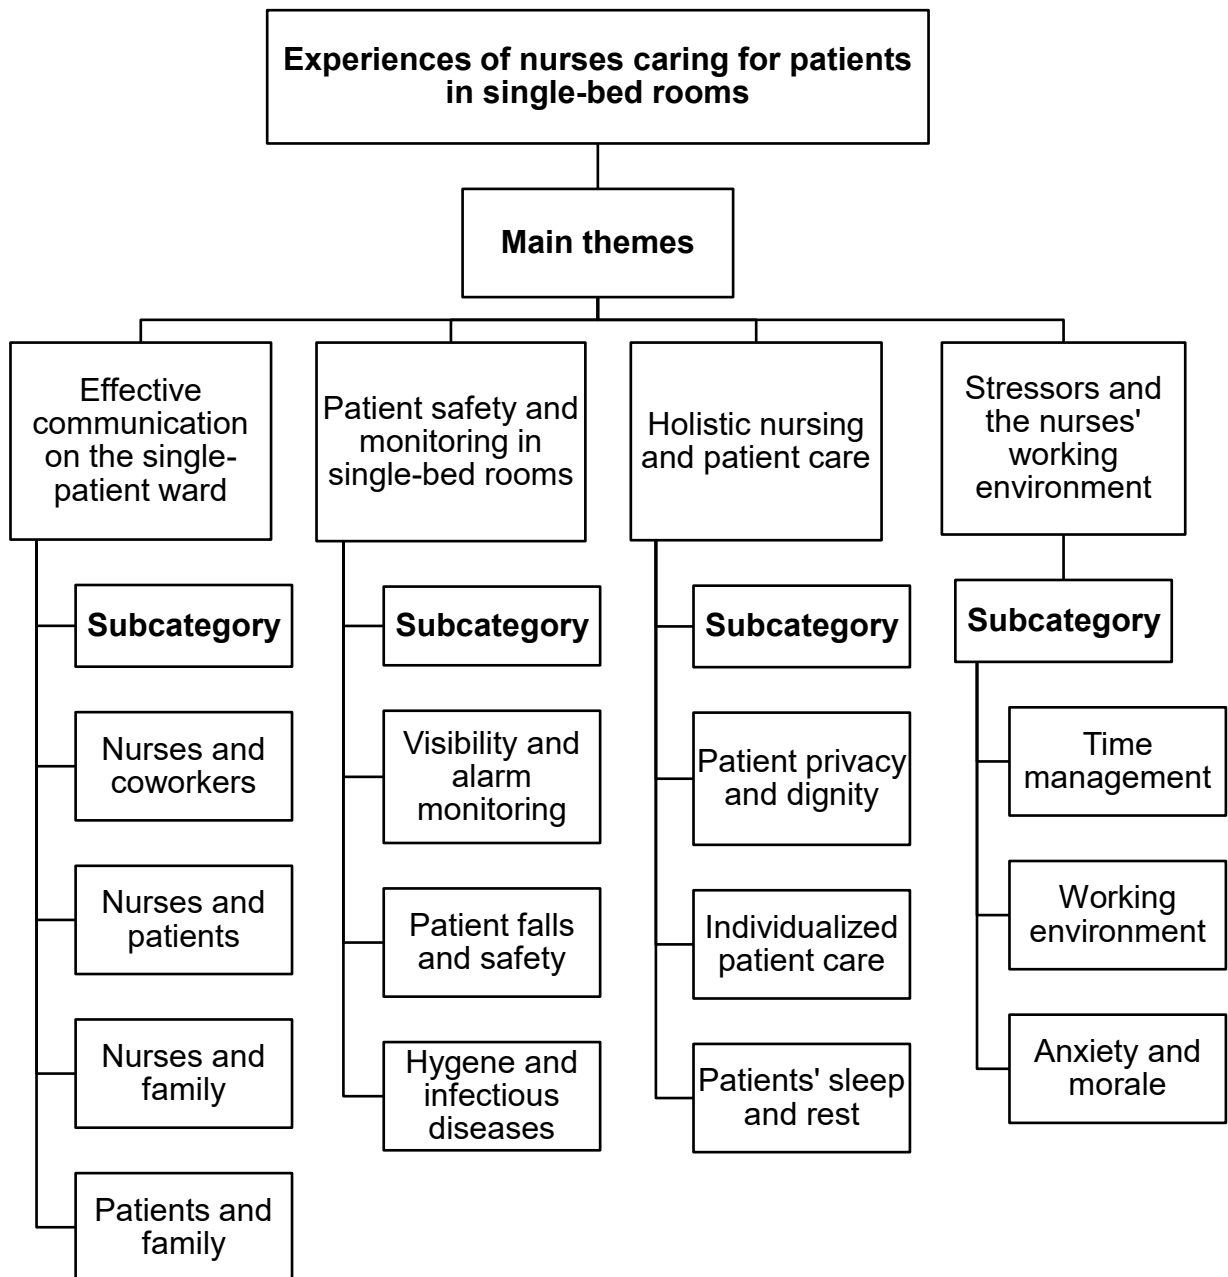 Experiences of nurses caring for patients
in single-bed rooms
Main themes
Effective
communication
on the single-
patient ward
Subcategory
Nurses and
coworkers
Nurses and
patients
Nurses and
family
Patients and
family
Patient safety and
monitoring in
single-bed rooms
Subcategory
Visibility and
alarm
monitoring
Patient falls
and safety
Hygene and
infectious
diseases
Holistic nursing
and patient care
Subcategory
Patient privacy
and dignity
Individualized
patient care
Patients' sleep
and rest
Stressors and
the nurses'
working
environment
Subcategory
Time
management
Working
environment
Anxiety and
morale